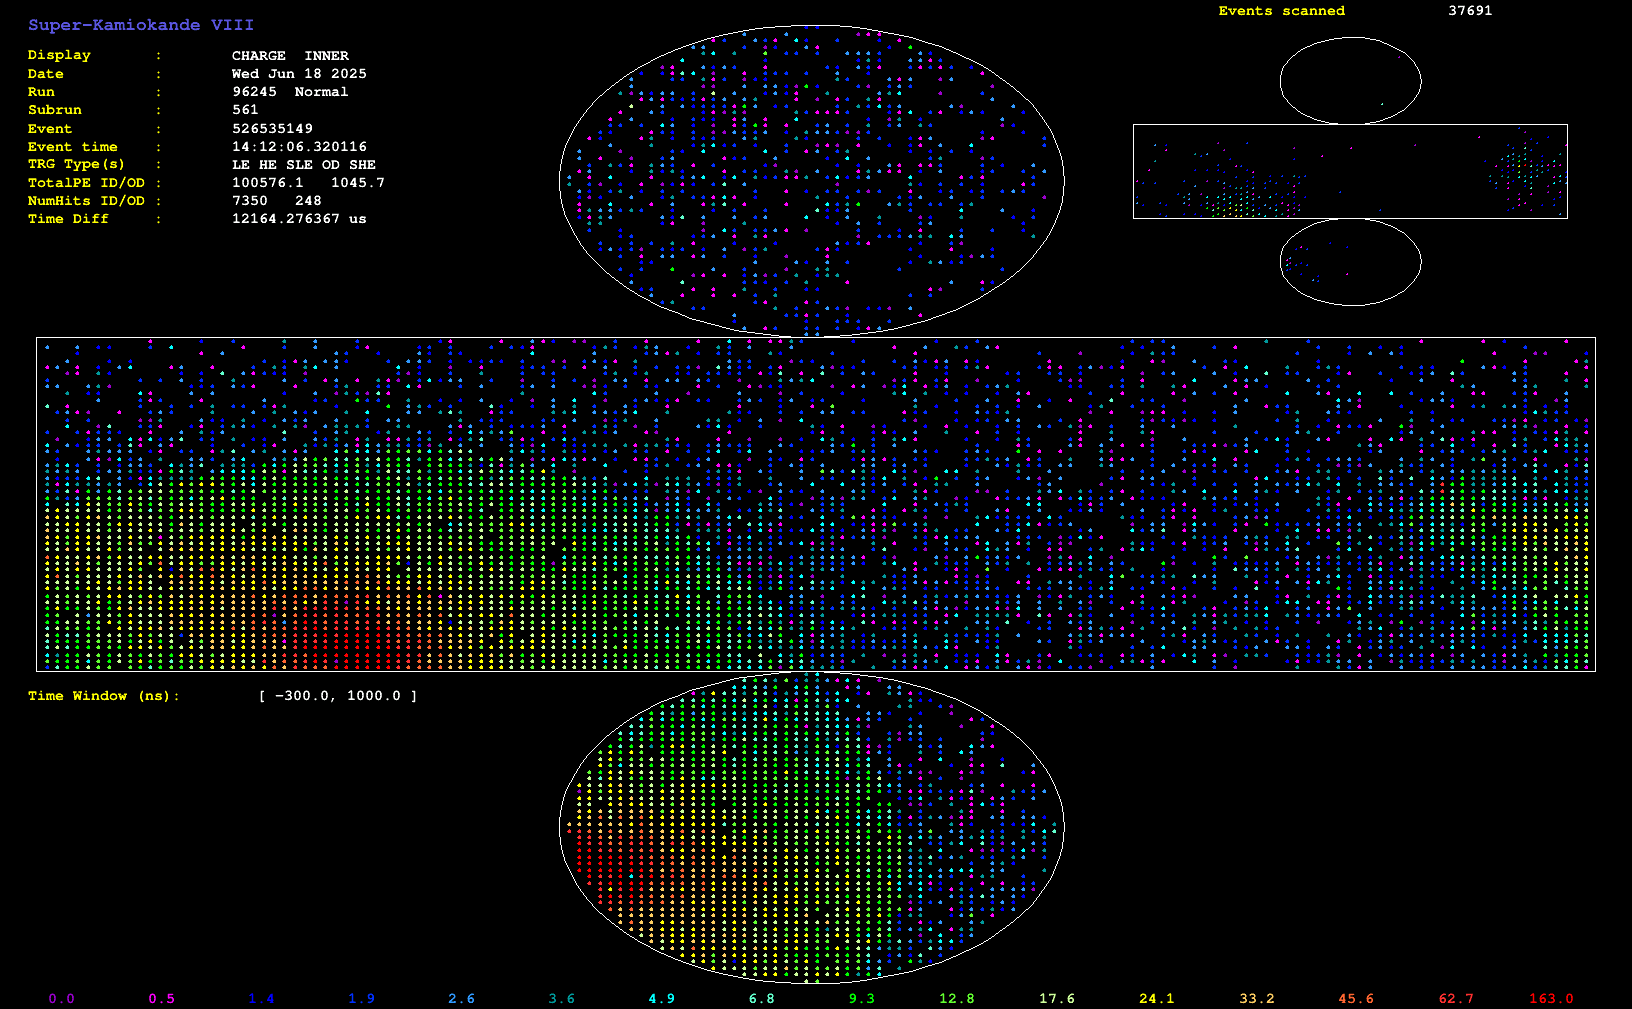 Super-Kamiokande VIII
Events scanned 37691
Display : CHARGE INNER
Date : Wed Jun 18 2025
Run : 96245 Normal
Subrun : 561
Event : 526535149
Event time : 14:12:06.320116
TRG Type(s) : LE HE SLE OD SHE
TotalPE ID/OD : 100576.1 1045.7
NumHits ID/OD : 7350 248
Time Diff : 12164.276367 us
Time Window (ns): [ -300.0, 1000.0 ]
0.0 0.5 1.4 1.9 2.6 3.6 4.9 6.8 9.3 12.8 17.6 24.1 33.2 45.6 62.7 163.0